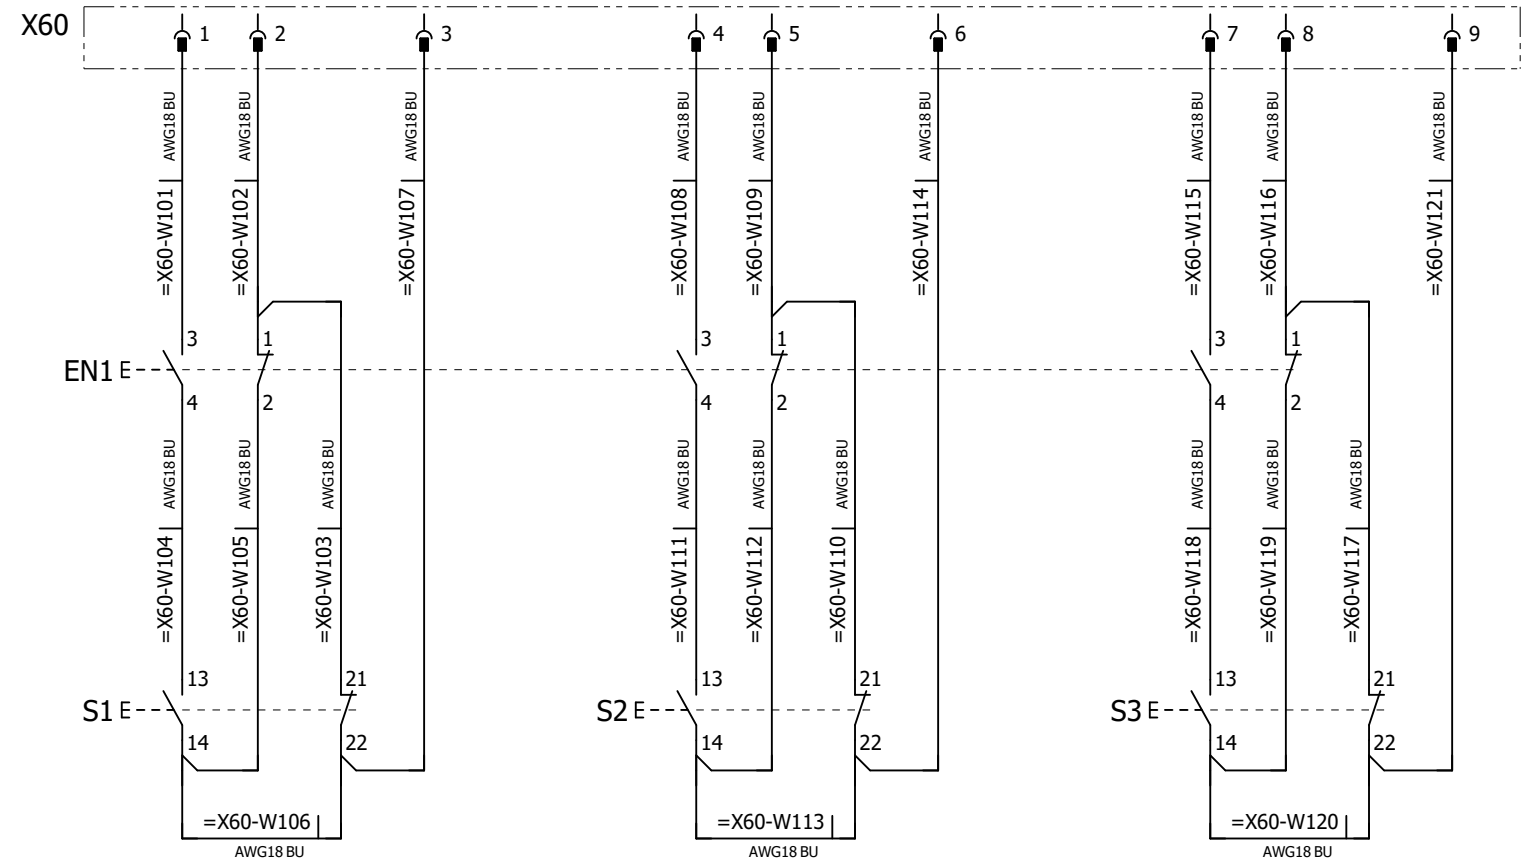 X60
1 2 3 4 5 6 7 8 9
AWG18 BU AWG18 BU AWG18 BU AWG18 BU AWG18 BU AWG18 BU AWG18 BU AWG18 BU
=X60-W101 =X60-W102 =X60-W107 =X60-W108 =X60-W109 =X60-W114 =X60-W115 =X60-W116 =X60-W121
3 1 3 1 3 1
EN1
4 2 4 2 4 2
AWG18 BU AWG18 BU AWG18 BU AWG18 BU AWG18 BU AWG18 BU AWG18 BU AWG18 BU AWG18 BU
=X60-W104 =X60-W105 =X60-W103 =X60-W111 =X60-W112 =X60-W110 =X60-W118 =X60-W119 =X60-W117
13 21 13 21 13 21
S1 S2 S3
14 22 14 22 14 22
=X60-W106 =X60-W113 =X60-W120
AWG18 BU AWG18 BU AWG18 BU